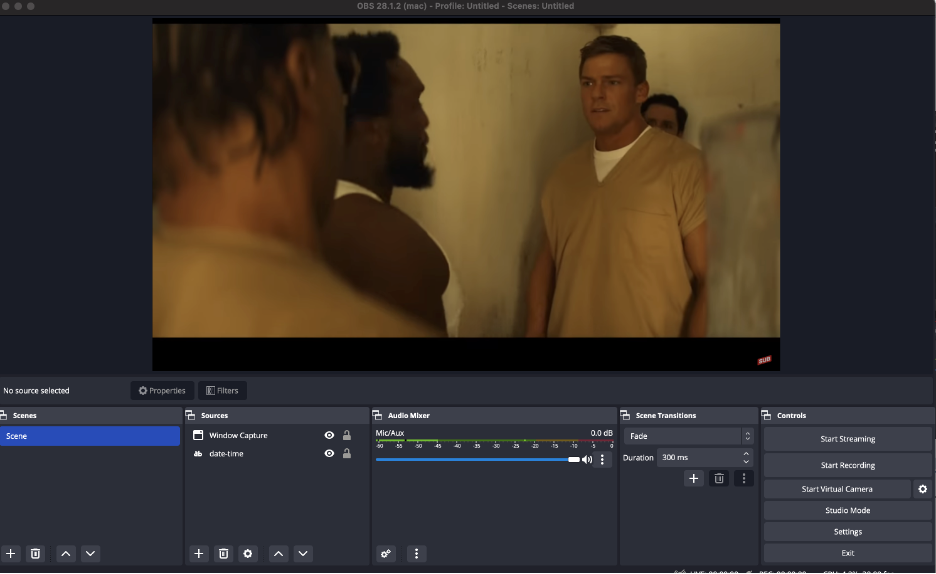 OBS 28.1.2 (mac) - Profile: Untitled - Scenes: Untitled
SUB
No source selected
Properties
Filters
Scenes
Sources
Audio Mixer
Scene Transitions
Controls
Scene
Window Capture
date-time
Mic/Aux
0.0 dB
-60 -55 -50 -45 -40 -35 -30 -25 -20 -15 -10 -5 0
Fade
Duration 300 ms
Start Streaming
Start Recording
Start Virtual Camera
Studio Mode
Settings
Exit